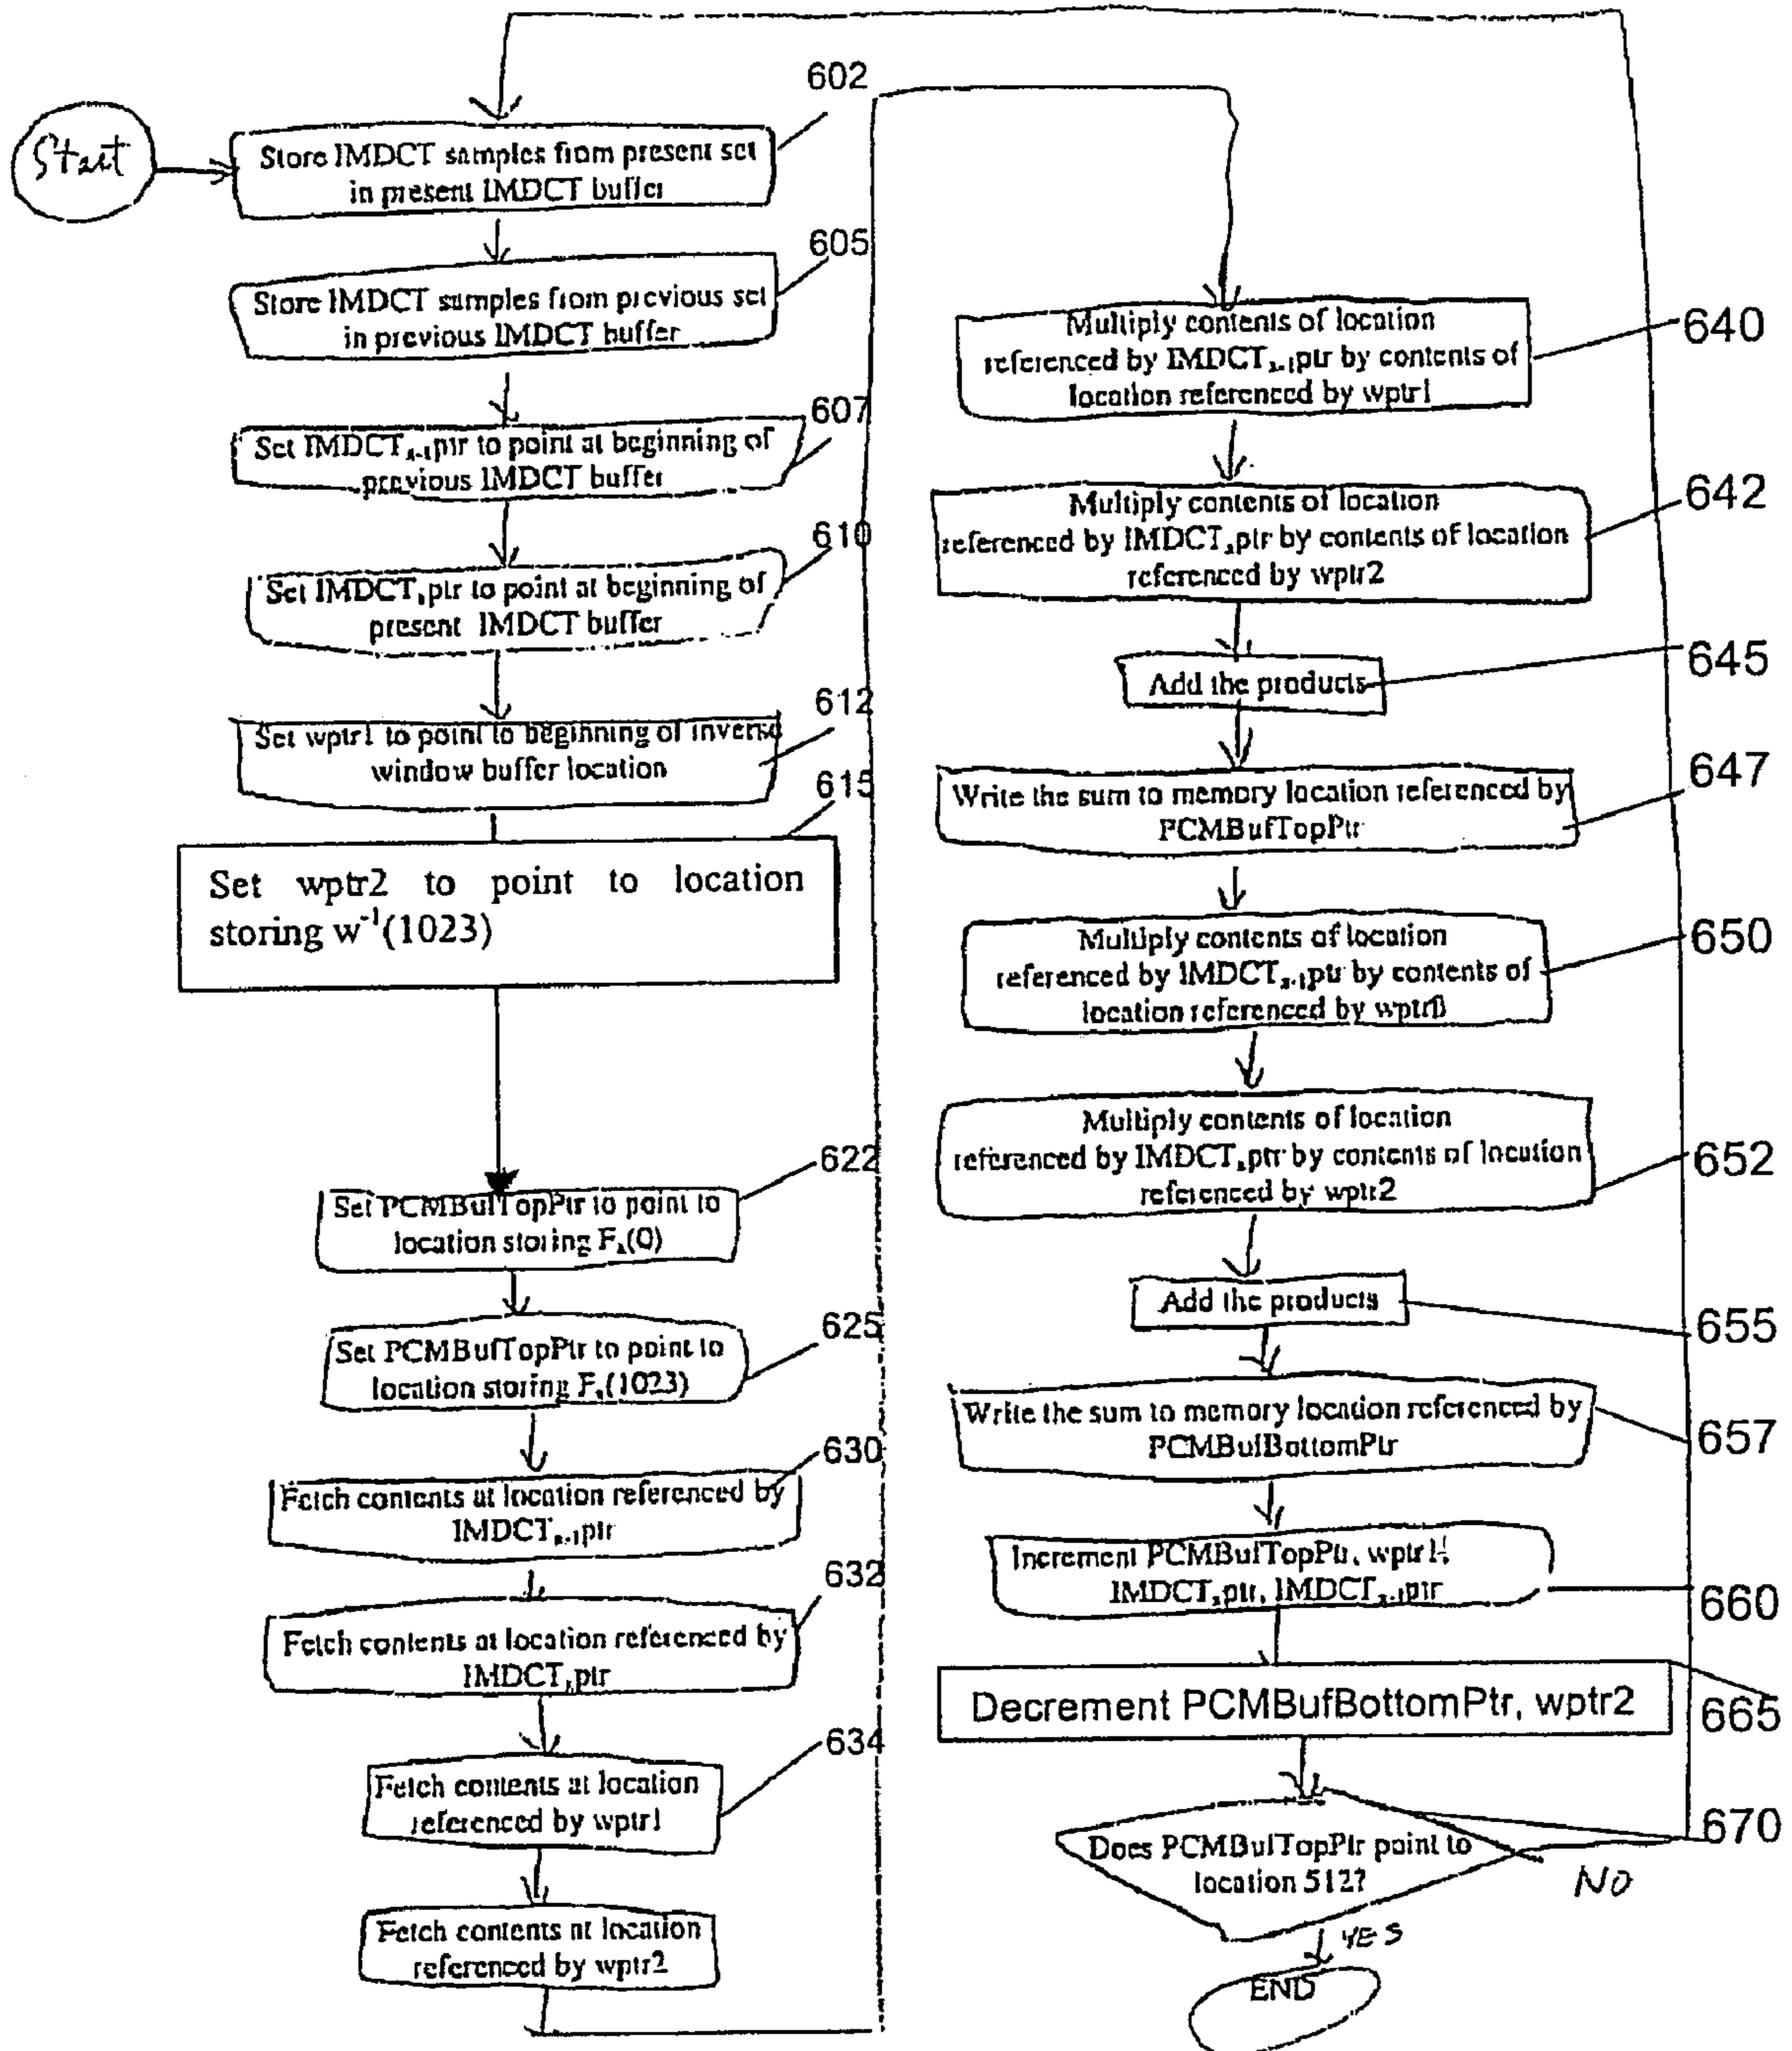 Start
602
Store IMDCT samples from present set
in present IMDCT buffer
605
Store IMDCT samples from previous set
in previous IMDCT buffer
607
Set IMDCTₓ₋₁ptr to point at beginning of
previous IMDCT buffer
610
Set IMDCTₓptr to point at beginning of
present IMDCT buffer
612
Set wptr1 to point to beginning of inverse
window buffer location
615
Set wptr2 to point to location
storing w⁻¹(1023)
622
Set PCMBufTopPtr to point to
location storing Fₓ(0)
625
Set PCMBufTopPtr to point to
location storing Fₓ(1023)
630
Fetch contents at location referenced by
IMDCTₓ₋₁ptr
632
Fetch contents at location referenced by
IMDCTₓptr
634
Fetch contents at location
referenced by wptr1
Fetch contents at location
referenced by wptr2
Multiply contents of location
referenced by IMDCTₓ₋₁ptr by contents of
location referenced by wptr1
640
Multiply contents of location
referenced by IMDCTₓptr by contents of location
referenced by wptr2
642
Add the products
645
Write the sum to memory location referenced by
PCMBufTopPtr
647
Multiply contents of location
referenced by IMDCTₓ₋₁ptr by contents of
location referenced by
650
Multiply contents of location
referenced by IMDCTₓptr by contents of location
referenced by wptr2
652
Add the products
655
Write the sum to memory location referenced by
PCMBufBottomPtr
657
Increment PCMBufTopPtr, wptr1,
IMDCTₓptr, IMDCTₓ₋₁ptr
660
Decrement PCMBufBottomPtr, wptr2
665
Does PCMBufTopPtr point to
location 512?
670
NO
YES
END